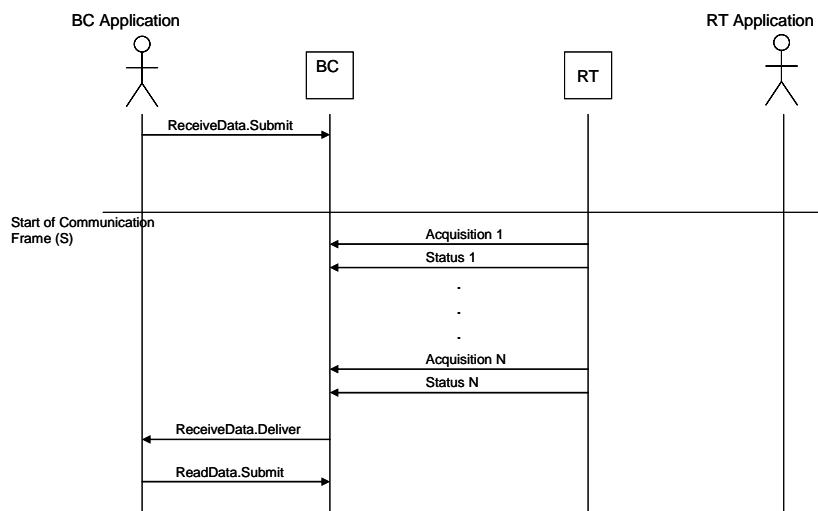 BC Application
RT Application
BC
RT
ReceiveData.Submit
Start of Communication
Frame (S)
Acquisition 1
Status 1
.
.
.
Acquisition N
Status N
ReceiveData.Deliver
ReadData.Submit